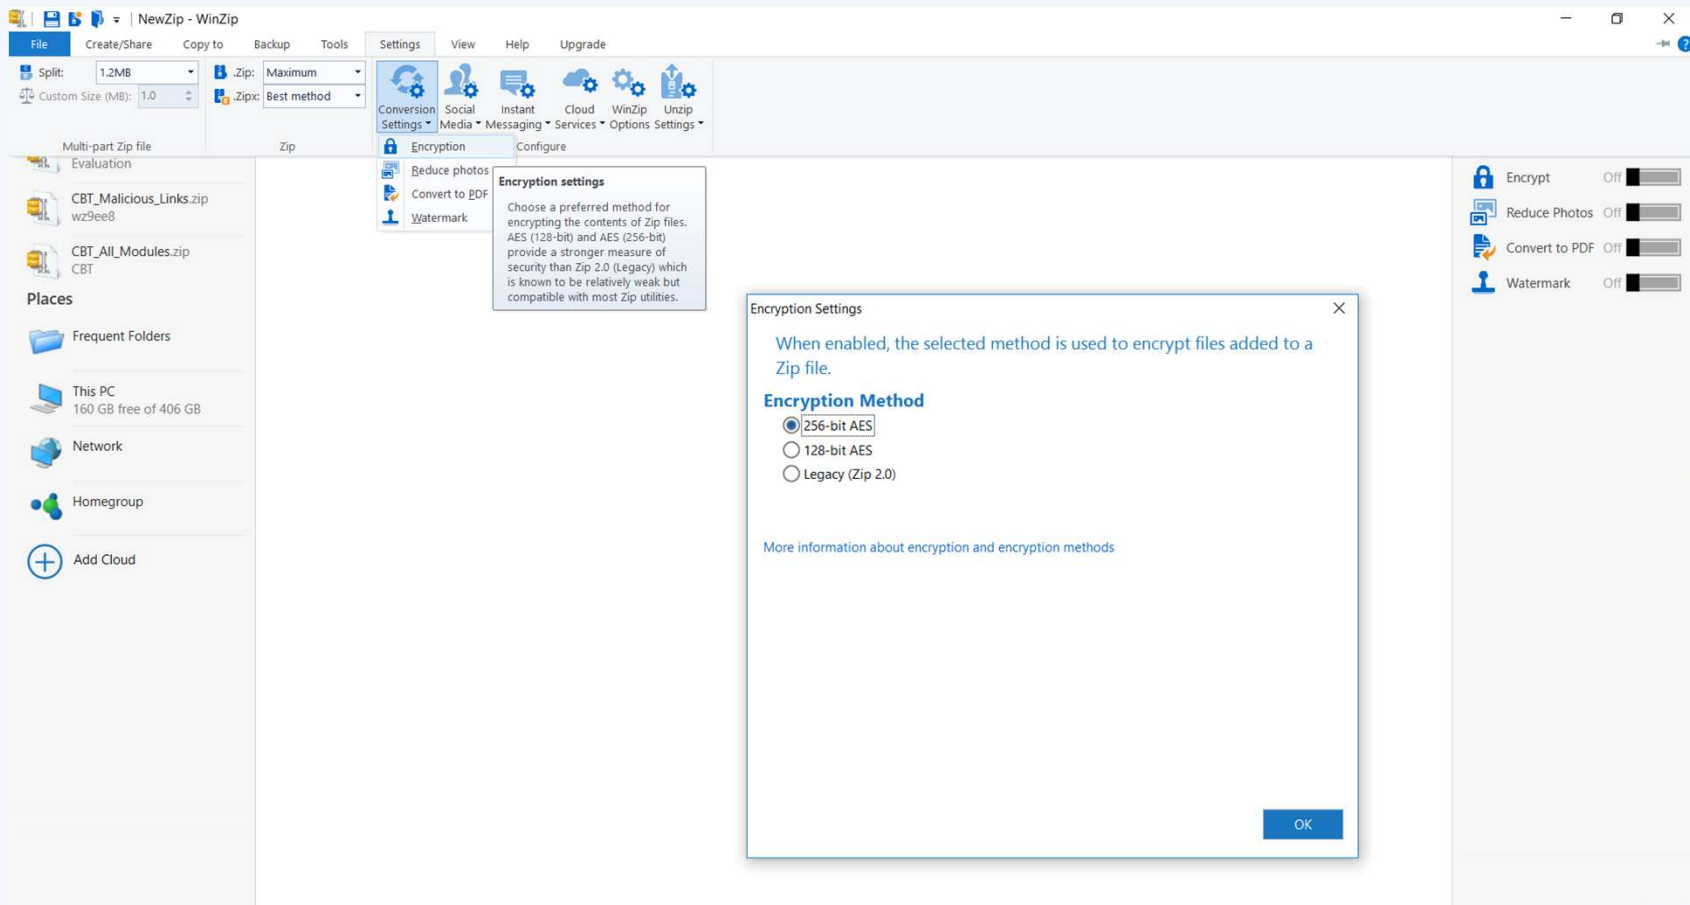 NewZip - WinZip
File Create/Share Copy to Backup Tools Settings View Help Upgrade
?
Split: 1.2MB
Custom Size (MB): 1.0
Multi-part Zip file
.Zip: Maximum
.Zipx: Best method
Zip
Conversion Settings
Social Media
Instant Messaging
Cloud Services
WinZip Options
Unzip Settings
Configure
Encryption
Reduce photos
Convert to PDF
Watermark
Encryption settings
Choose a preferred method for
encrypting the contents of Zip files.
AES (128-bit) and AES (256-bit)
provide a stronger measure of
security than Zip 2.0 (Legacy) which
is known to be relatively weak but
compatible with most Zip utilities.
Evaluation
CBT_Malicious_Links.zip
wz9ee8
CBT_All_Modules.zip
CBT
Places
Frequent Folders
This PC
160 GB free of 406 GB
Network
Homegroup
Add Cloud
Encryption Settings
When enabled, the selected method is used to encrypt files added to a
Zip file.
Encryption Method
256-bit AES
128-bit AES
Legacy (Zip 2.0)
More information about encryption and encryption methods
OK
Encrypt Off
Reduce Photos Off
Convert to PDF Off
Watermark Off